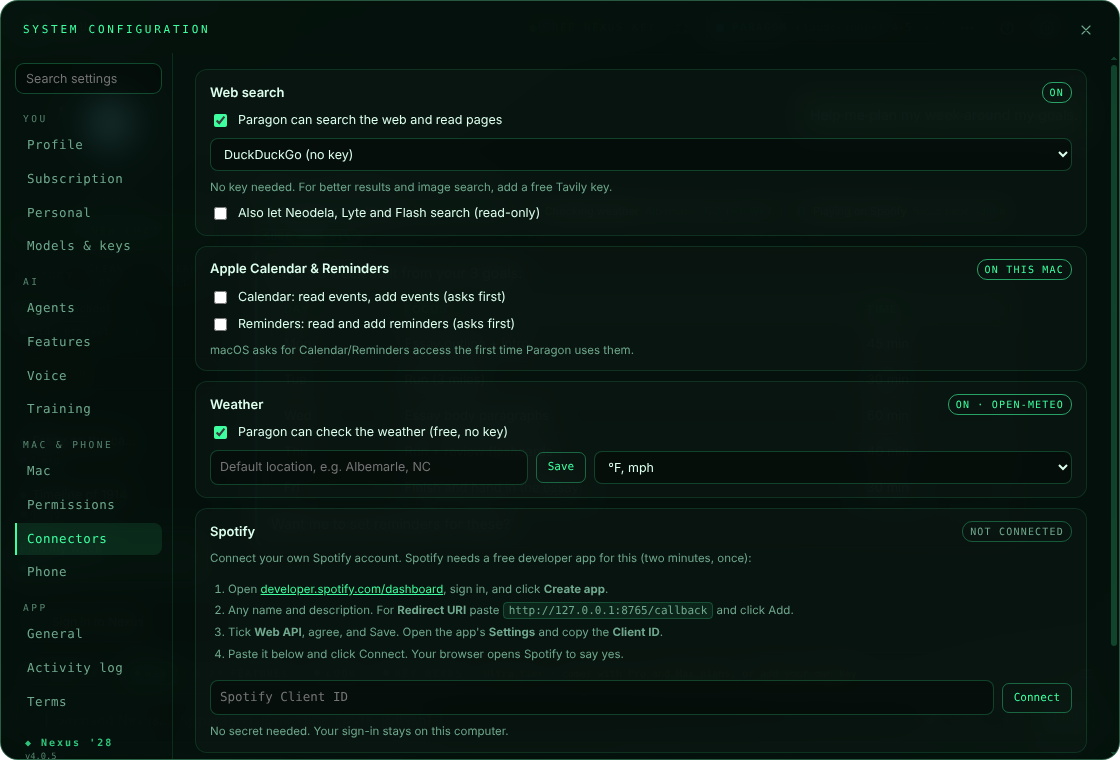 SYSTEM CONFIGURATION
Search settings
YOU
Profile
Subscription
Personal
Models & keys
AI
Agents
Features
Voice
Training
MAC & PHONE
Mac
Permissions
Connectors
Phone
APP
General
Activity log
Terms
◆ Nexus '28
v4.0.5
Web search
ON
Paragon can search the web and read pages
DuckDuckGo (no key)
No key needed. For better results and image search, add a free Tavily key.
Also let Neodela, Lyte and Flash search (read-only)
Apple Calendar & Reminders
ON THIS MAC
Calendar: read events, add events (asks first)
Reminders: read and add reminders (asks first)
macOS asks for Calendar/Reminders access the first time Paragon uses them.
Weather
ON · OPEN-METEO
Paragon can check the weather (free, no key)
Default location, e.g. Albemarle, NC
Save
°F, mph
Spotify
NOT CONNECTED
Connect your own Spotify account. Spotify needs a free developer app for this (two minutes, once):
1. Open developer.spotify.com/dashboard, sign in, and click Create app.
2. Any name and description. For Redirect URI paste http://127.0.0.1:8765/callback and click Add.
3. Tick Web API, agree, and Save. Open the app's Settings and copy the Client ID.
4. Paste it below and click Connect. Your browser opens Spotify to say yes.
Spotify Client ID
Connect
No secret needed. Your sign-in stays on this computer.